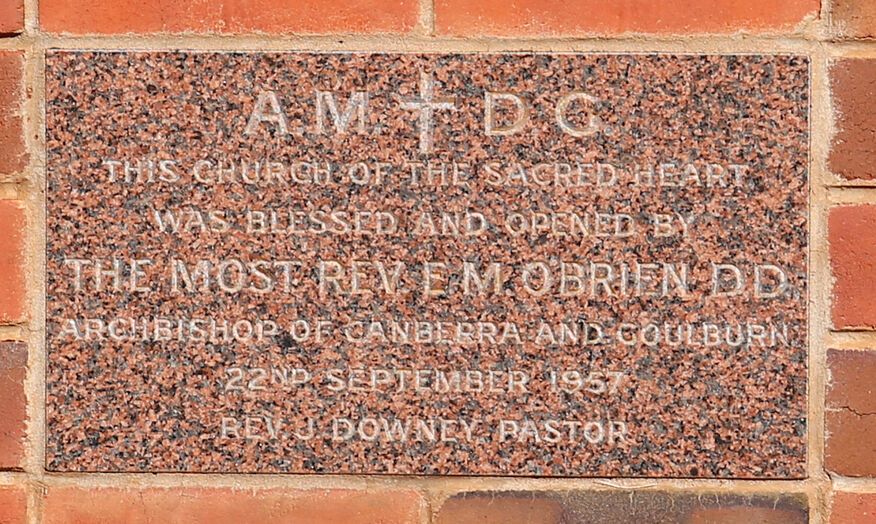 A. M. ✝ D G
THIS CHURCH OF THE SACRED HEART
WAS BLESSED AND OPENED BY
THE MOST REV. E. M. O'BRIEN D D
ARCHBISHOP OF CANBERRA AND GOULBURN
22ND SEPTEMBER 1957
REV. J. DOWNEY. PASTOR